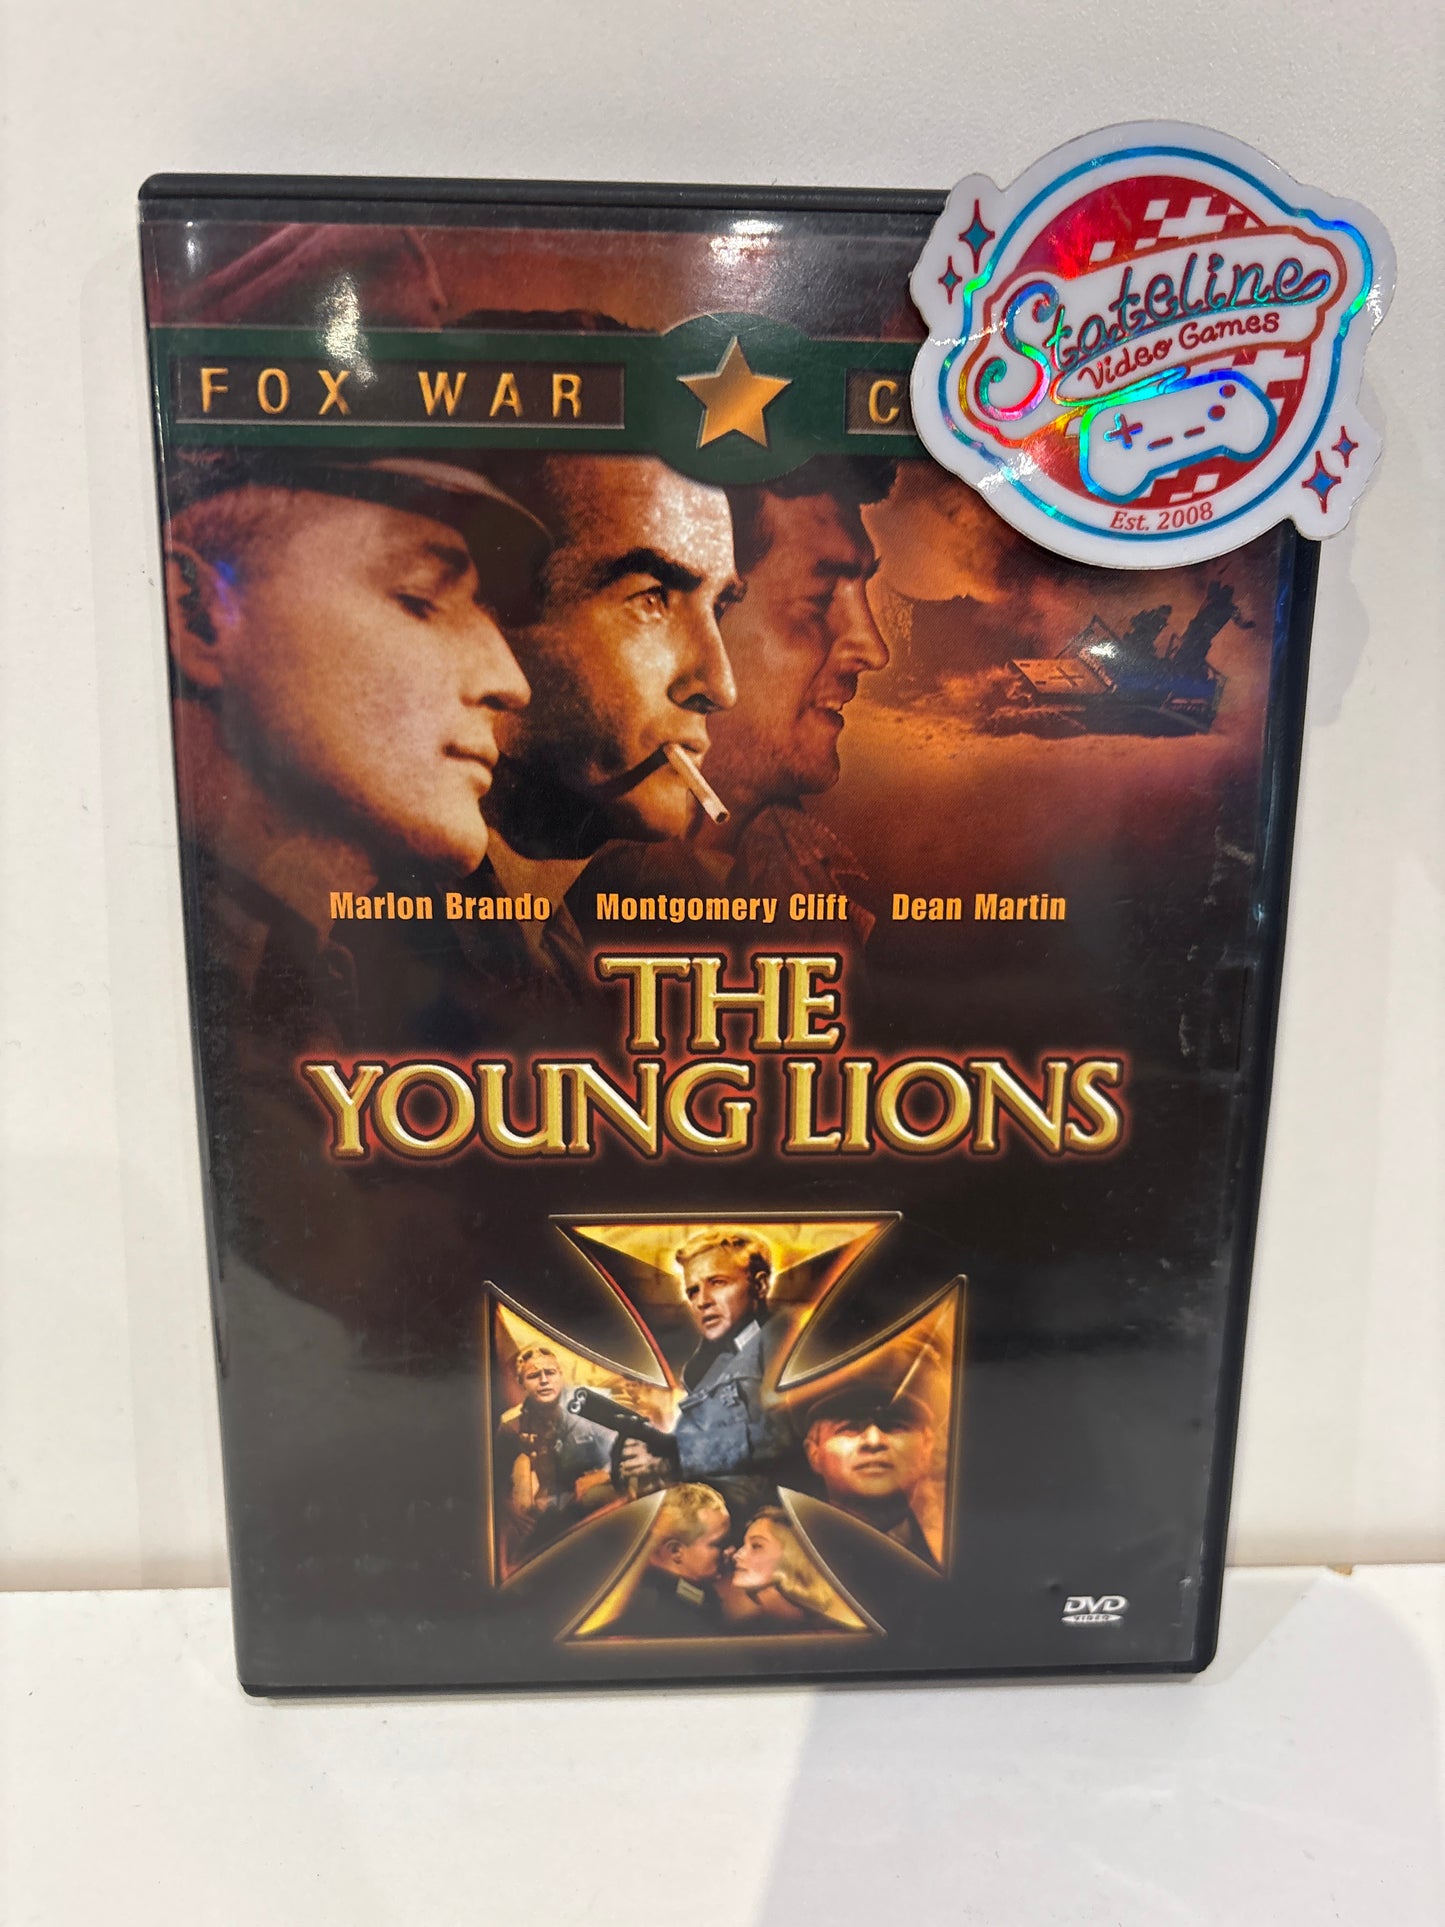 FOX WAR C
Stateline
Video Games
Est. 2008
Marlon Brando Montgomery Clift Dean Martin
THE
YOUNG LIONS
DVD
VIDEO